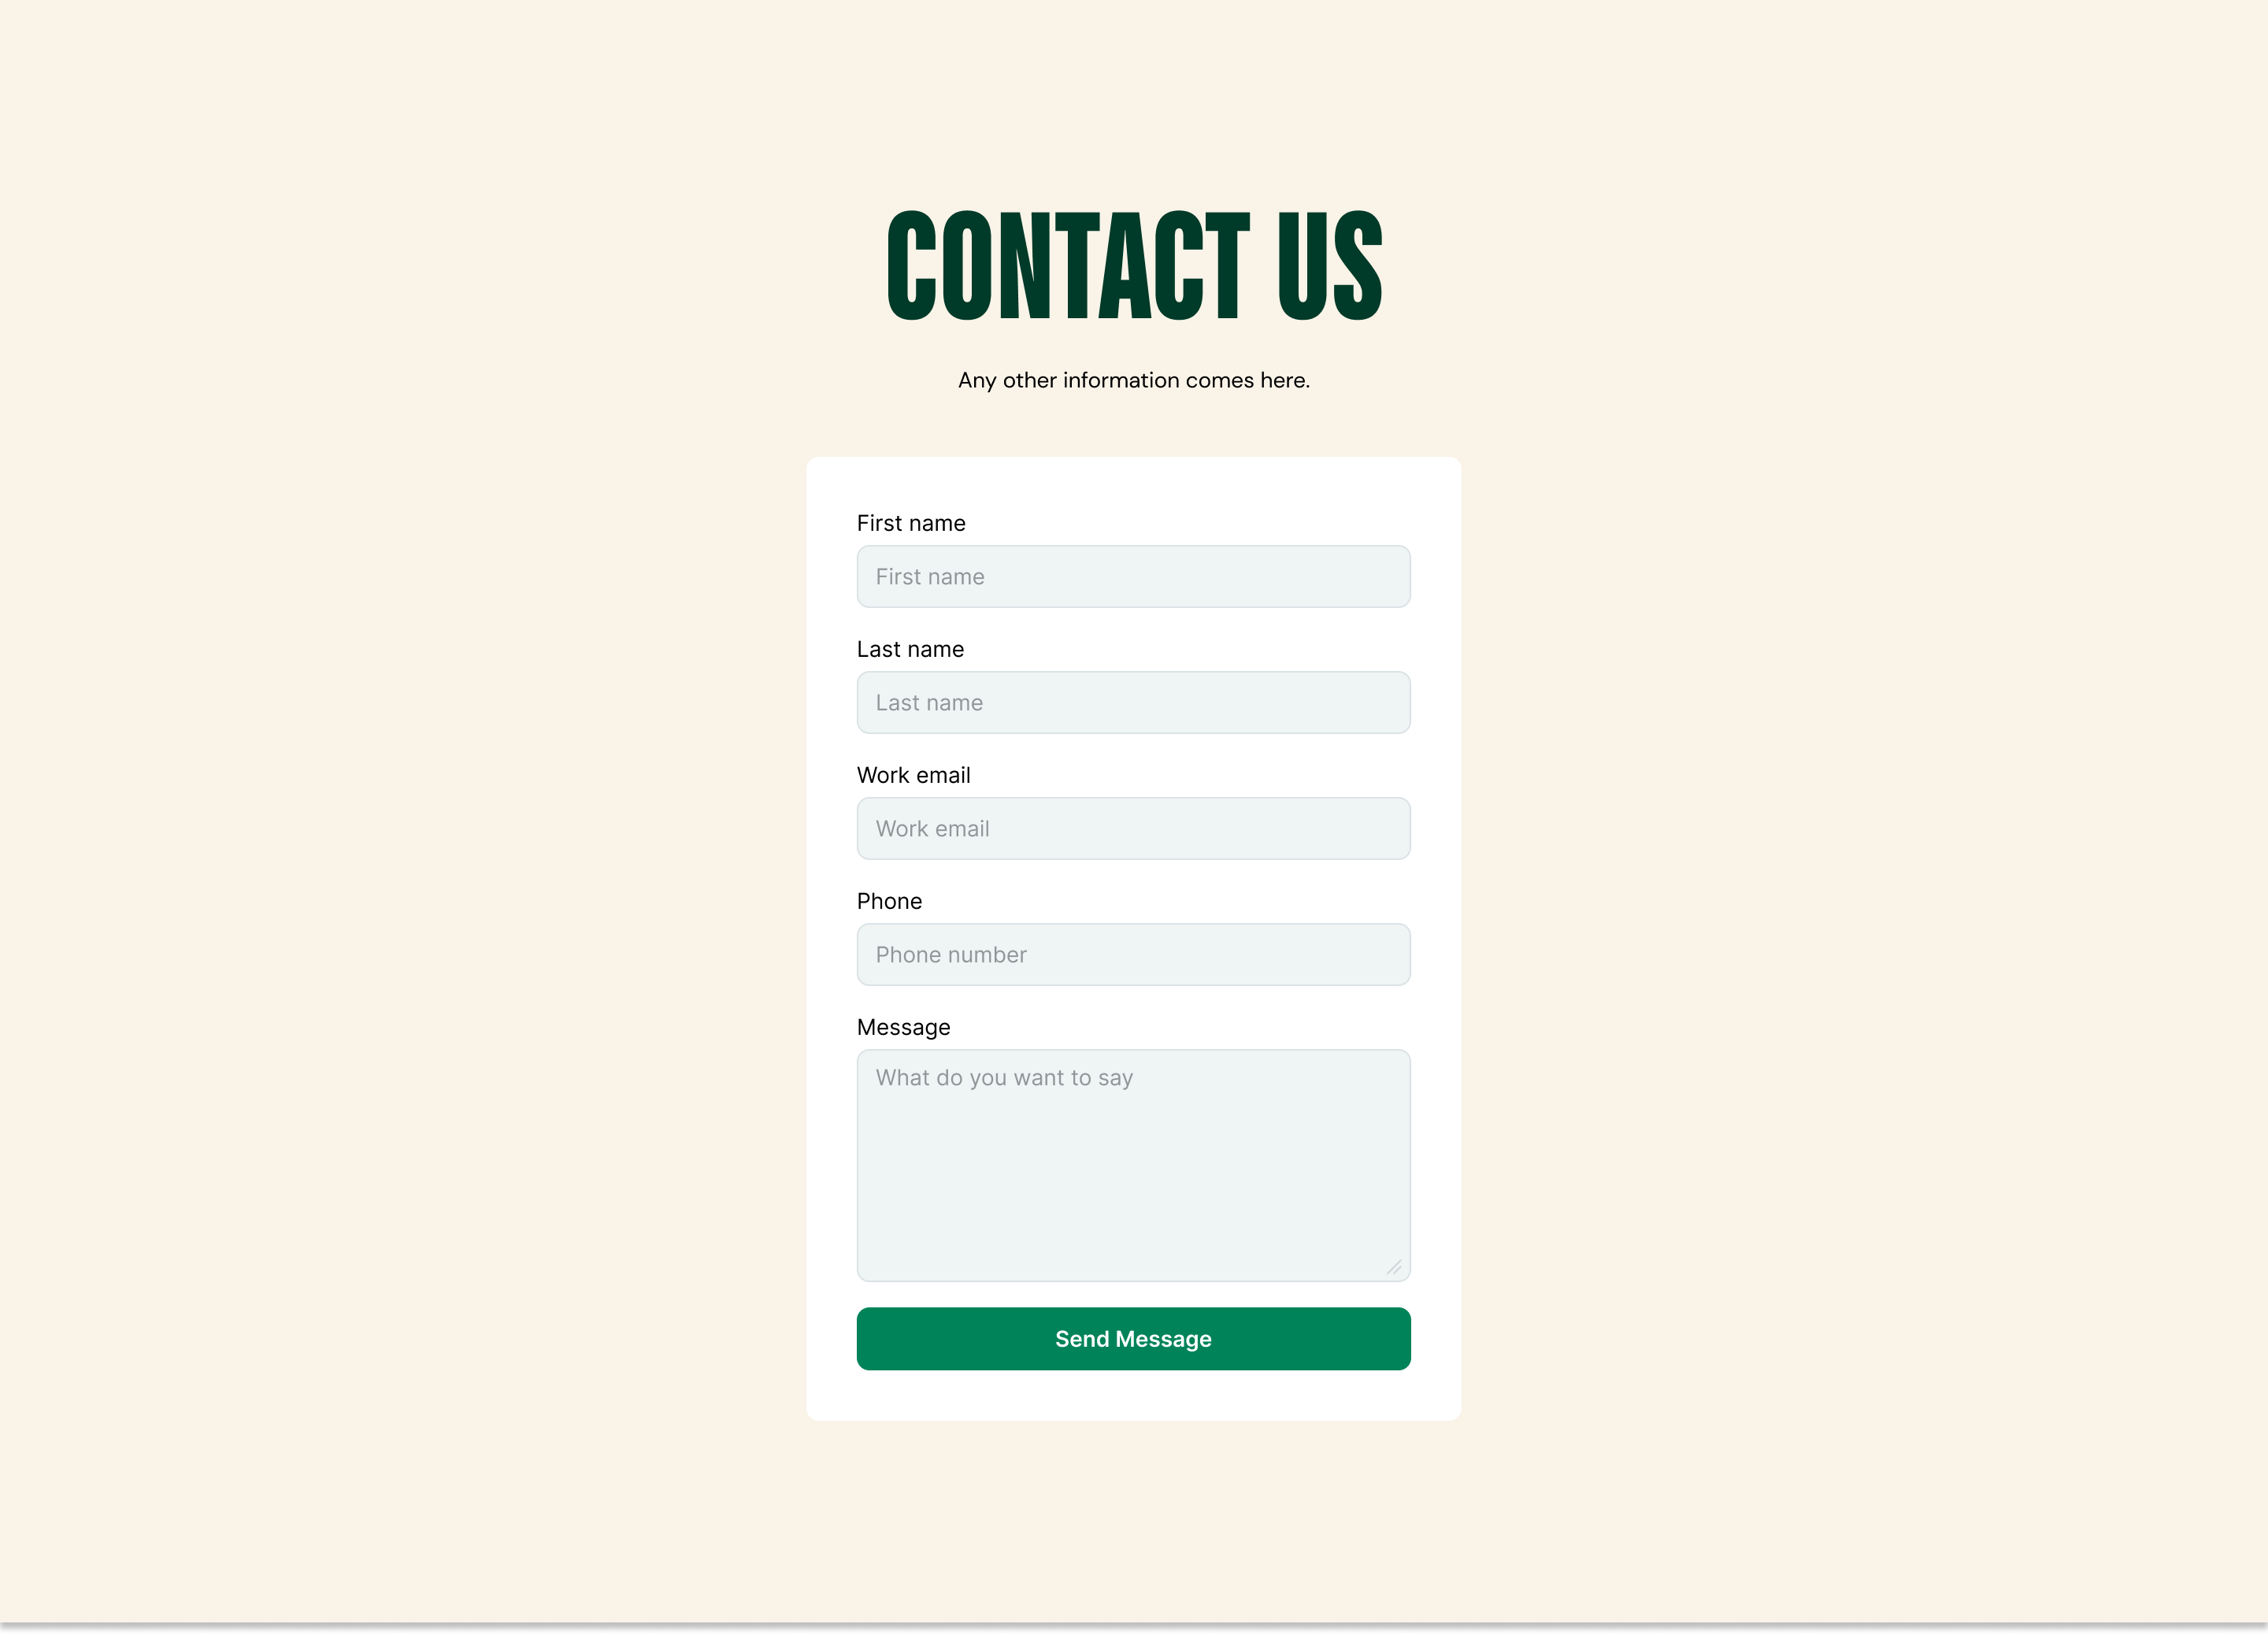 CONTACT US
Any other information comes here.
First name
First name
Last name
Last name
Work email
Work email
Phone
Phone number
Message
What do you want to say
Send Message